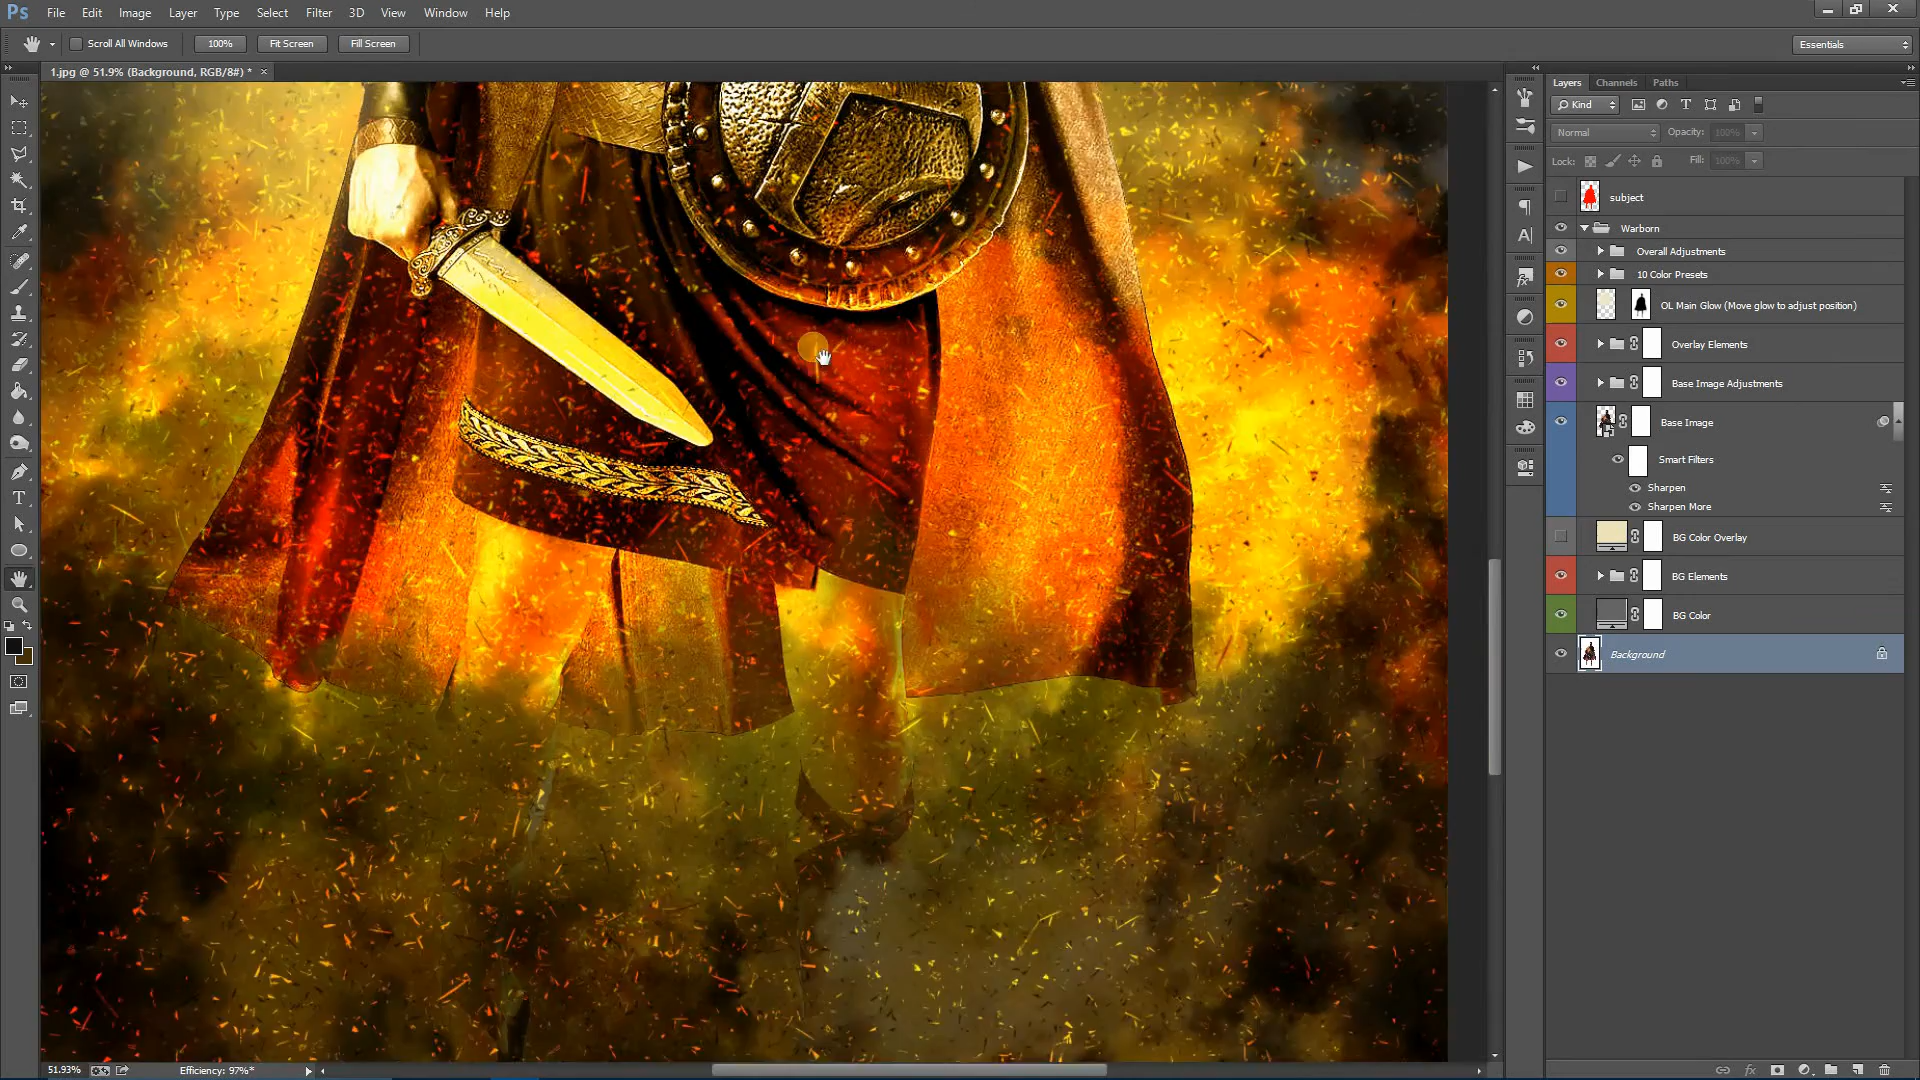 Ps File Edit Image Layer Type Select Filter 3D View Window Help
Scroll All Windows 100% Fit Screen Fill Screen Essentials
1.jpg @ 51.9% (Background, RGB/8#) * ×
Layers Channels Paths
Kind
Normal Opacity: 100%
Lock: Fill: 100%
subject
Warborn
Overall Adjustments
10 Color Presets
OL Main Glow (Move glow to adjust position)
Overlay Elements
Base Image Adjustments
Base Image
Smart Filters
Sharpen
Sharpen More
BG Color Overlay
BG Elements
BG Color
Background
51.93% Efficiency: 97%*